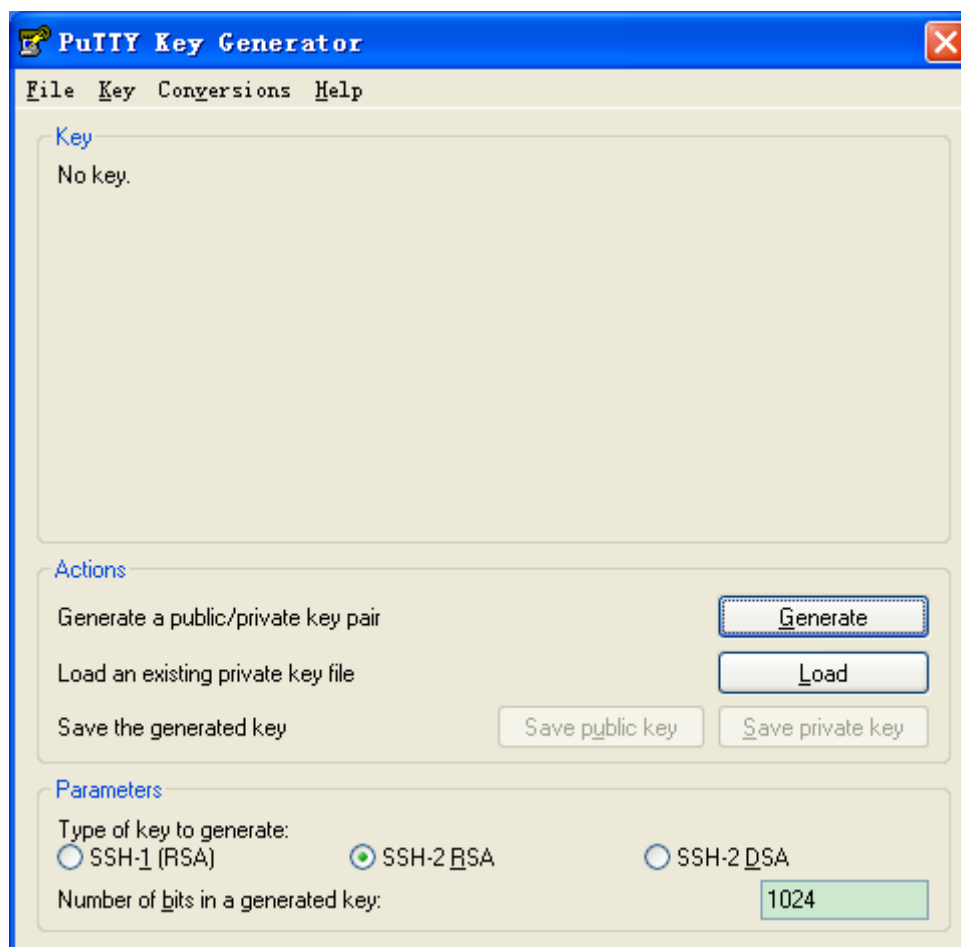 PuTTY Key Generator
File Key Conversions Help
Key
No key.
Actions
Generate a public/private key pair Generate
Load an existing private key file Load
Save the generated key Save public key Save private key
Parameters
Type of key to generate:
SSH-1 (RSA) SSH-2 RSA SSH-2 DSA
Number of bits in a generated key: 1024